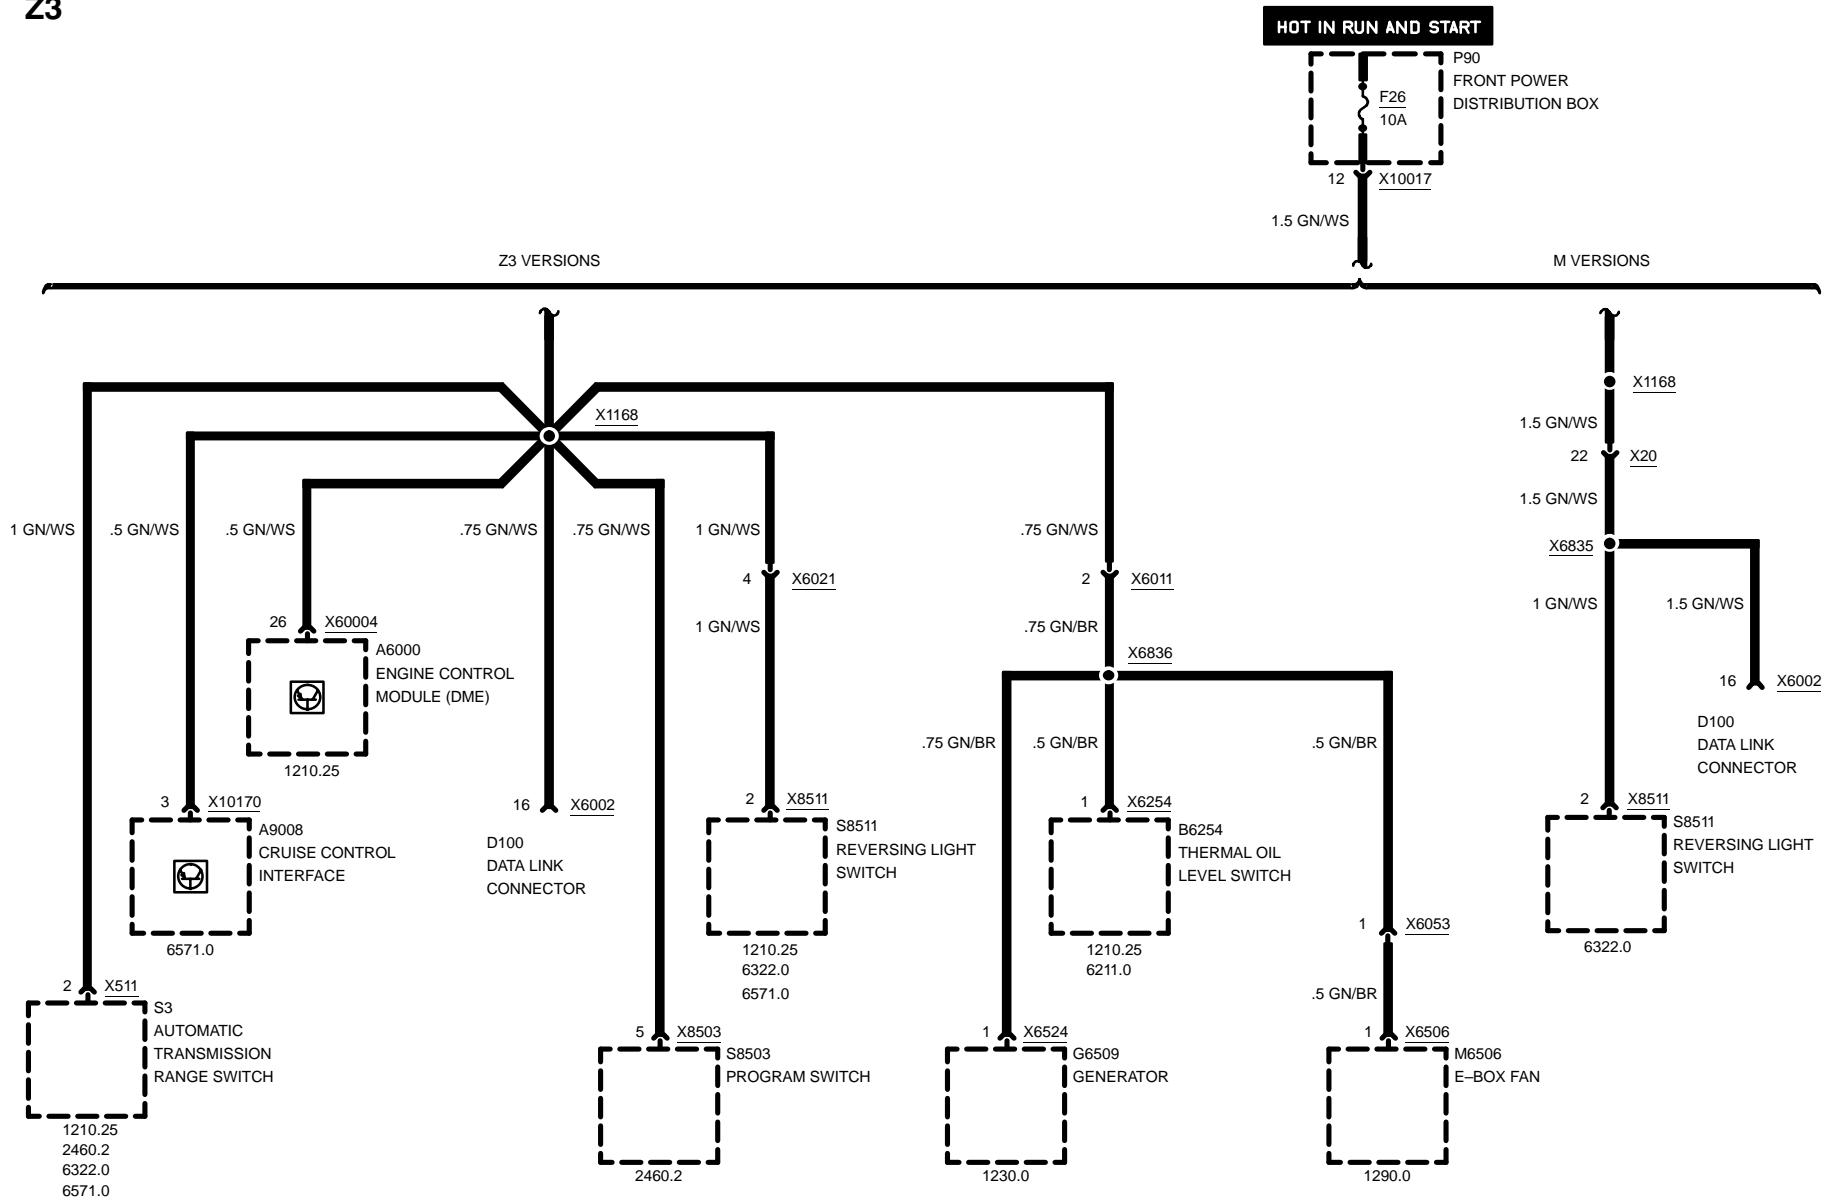 Z3
HOT IN RUN AND START
P90
FRONT POWER
DISTRIBUTION BOX
F26
10A
12 X10017
1.5 GN/WS
Z3 VERSIONS
M VERSIONS
X1168
X1168
1.5 GN/WS
22 X20
1.5 GN/WS
1 GN/WS .5 GN/WS .5 GN/WS .75 GN/WS .75 GN/WS 1 GN/WS .75 GN/WS
X6835
4 X6021
2 X6011
1 GN/WS 1.5 GN/WS
1 GN/WS
.75 GN/BR
26 X60004
A6000
ENGINE CONTROL
MODULE (DME)
1210.25
X6836
16 X6002
D100
DATA LINK
CONNECTOR
.75 GN/BR .5 GN/BR .5 GN/BR
3 X10170
A9008
CRUISE CONTROL
INTERFACE
6571.0
16 X6002
D100
DATA LINK
CONNECTOR
2 X8511
S8511
REVERSING LIGHT
SWITCH
1210.25
6322.0
6571.0
1 X6254
B6254
THERMAL OIL
LEVEL SWITCH
1210.25
6211.0
2 X8511
S8511
REVERSING LIGHT
SWITCH
6322.0
1 X6053
.5 GN/BR
2 X511
S3
AUTOMATIC
TRANSMISSION
RANGE SWITCH
1210.25
2460.2
6322.0
6571.0
5 X8503
S8503
PROGRAM SWITCH
2460.2
1 X6524
G6509
GENERATOR
1230.0
1 X6506
M6506
E–BOX FAN
1290.0